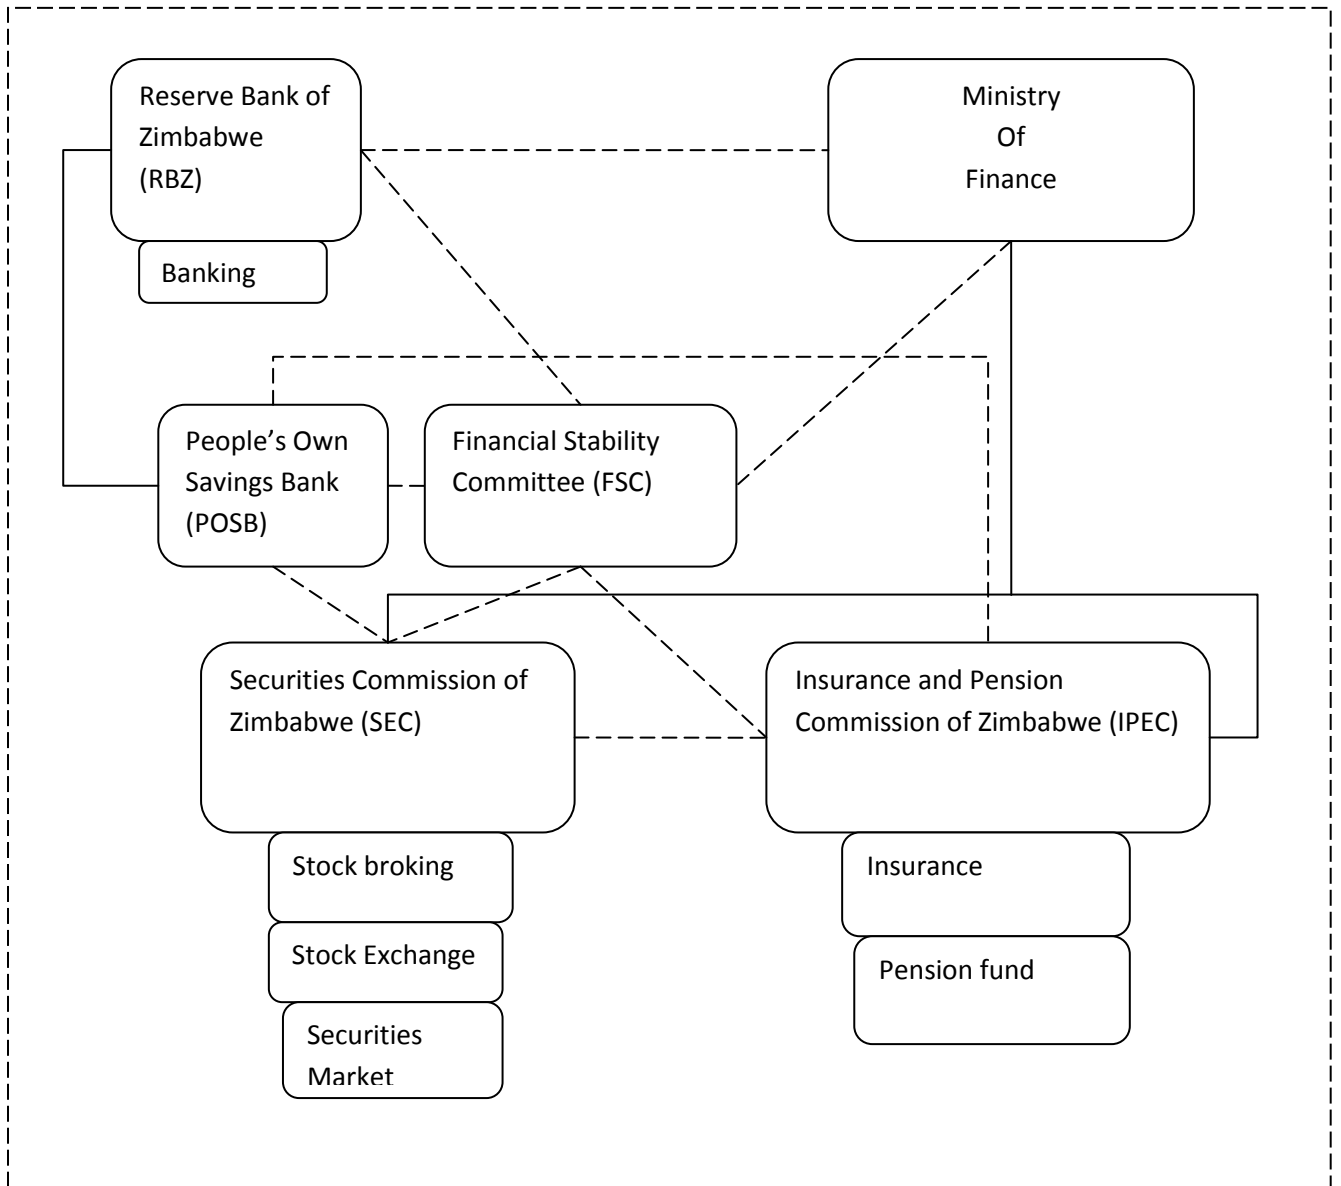 Reserve Bank of
Zimbabwe
(RBZ)
Ministry
Of
Finance
Banking
People’s Own
Savings Bank
(POSB)
Financial Stability
Committee (FSC)
Securities Commission of
Zimbabwe (SEC)
Insurance and Pension
Commission of Zimbabwe (IPEC)
Stock broking
Stock Exchange
Securities
Market
Insurance
Pension fund